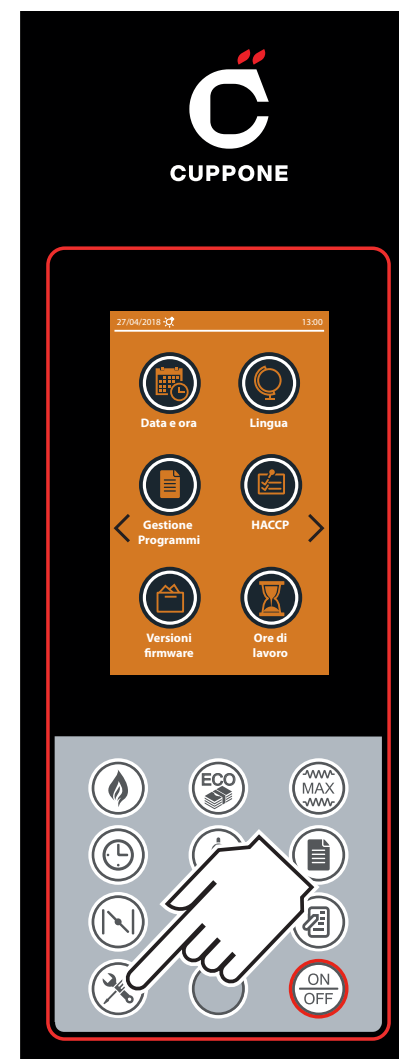 CUPPONE
27/04/2018 13:00
Data e ora
Lingua
Gestione
Programmi
HACCP
Versioni
firmware
Ore di
lavoro
ECO
MAX
ON
OFF